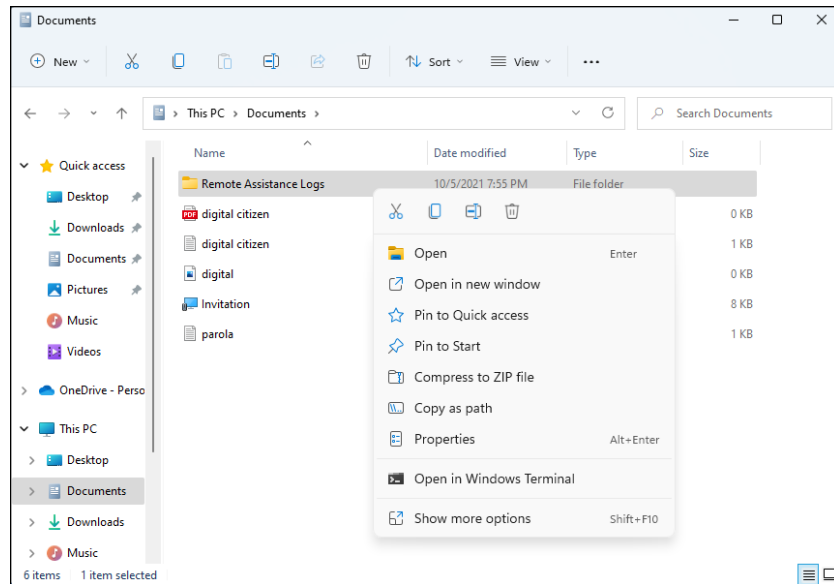 Documents
New
Sort
View
This PC > Documents >
Search Documents
Name
Date modified
Type
Size
Quick access
Desktop
Downloads
Documents
Pictures
Music
Videos
OneDrive - Perso
This PC
Desktop
Documents
Downloads
Music
Remote Assistance Logs 10/5/2021 7:55 PM File folder
PDF digital citizen 0 KB
digital citizen 1 KB
digital 0 KB
Invitation 8 KB
parola 1 KB
Open Enter
Open in new window
Pin to Quick access
Pin to Start
Compress to ZIP file
Copy as path
Properties Alt+Enter
Open in Windows Terminal
Show more options Shift+F10
6 items 1 item selected